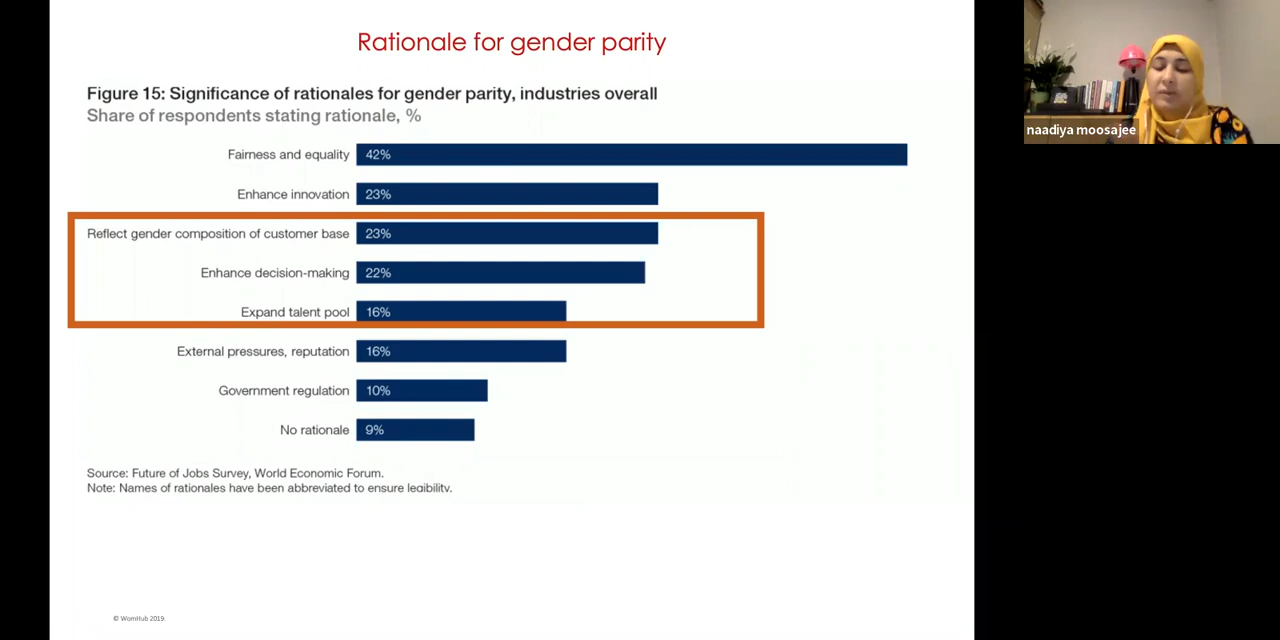 Rationale for gender parity
Figure 15: Significance of rationales for gender parity, industries overall
Share of respondents stating rationale, %
Fairness and equality 42%
Enhance innovation 23%
Reflect gender composition of customer base 23%
Enhance decision-making 22%
Expand talent pool 16%
External pressures, reputation 16%
Government regulation 10%
No rationale 9%
Source: Future of Jobs Survey, World Economic Forum.
Note: Names of rationales have been abbreviated to ensure legibility.
© WomHub 2019.
naadiya moosajee